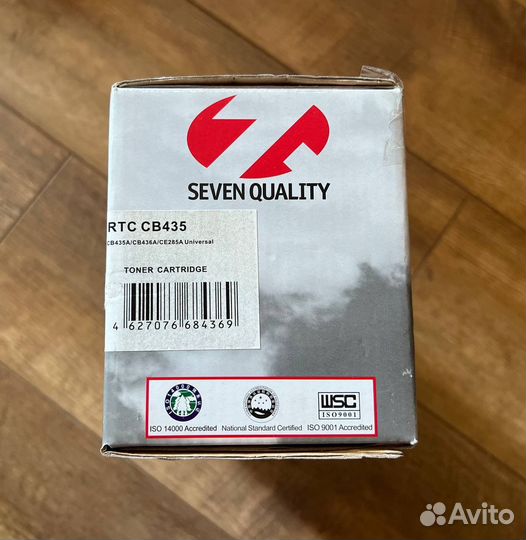 SEVEN QUALITY
RTC CB435
CB435A/CB436A/CE285A Universal
TONER CARTRIDGE
4 627076 684369
WSC
ISO9001
ISO 14000 Accredited
National Standard Certified
ISO 9001 Accredited
Avito